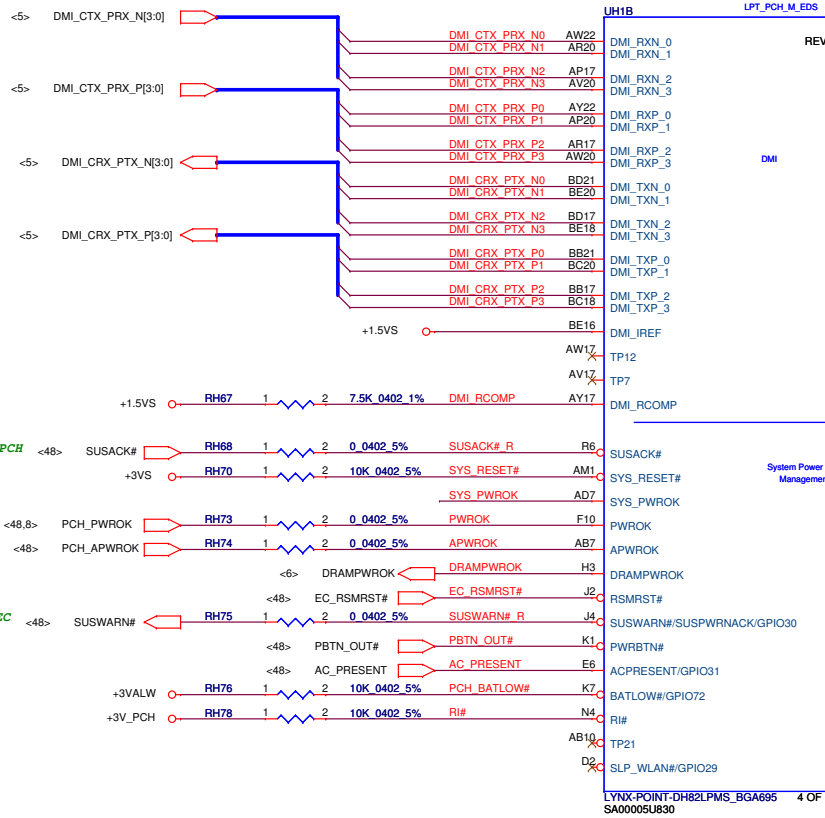 UH1B LPT_PCH_M_EDS
<5> DMI_CTX_PRX_N[3:0]
DMI_CTX_PRX_N0 AW22 DMI_RXN_0 REV
DMI_CTX_PRX_N1 AR20 DMI_RXN_1
DMI_CTX_PRX_N2 AP17 DMI_RXN_2
DMI_CTX_PRX_N3 AV20 DMI_RXN_3
<5> DMI_CTX_PRX_P[3:0]
DMI_CTX_PRX_P0 AY22 DMI_RXP_0
DMI_CTX_PRX_P1 AP20 DMI_RXP_1
DMI_CTX_PRX_P2 AR17 DMI_RXP_2
DMI_CTX_PRX_P3 AW20 DMI_RXP_3
DMI
<5> DMI_CRX_PTX_N[3:0]
DMI_CRX_PTX_N0 BD21 DMI_TXN_0
DMI_CRX_PTX_N1 BE20 DMI_TXN_1
DMI_CRX_PTX_N2 BD17 DMI_TXN_2
DMI_CRX_PTX_N3 BE18 DMI_TXN_3
<5> DMI_CRX_PTX_P[3:0]
DMI_CRX_PTX_P0 BB21 DMI_TXP_0
DMI_CRX_PTX_P1 BC20 DMI_TXP_1
DMI_CRX_PTX_P2 BB17 DMI_TXP_2
DMI_CRX_PTX_P3 BC18 DMI_TXP_3
+1.5VS BE16 DMI_IREF
AW17 TP12
AV17 TP7
+1.5VS RH67 1 2 7.5K_0402_1% DMI_RCOMP AY17 DMI_RCOMP
PCH <48> SUSACK# RH68 1 2 0_0402_5% SUSACK#_R R6 SUSACK#
+3VS RH70 1 2 10K_0402_5% SYS_RESET# AM1 SYS_RESET#
System Power
Managemen
SYS_PWROK AD7 SYS_PWROK
<48,8> PCH_PWROK RH73 1 2 0_0402_5% PWROK F10 PWROK
<48> PCH_APWROK RH74 1 2 0_0402_5% APWROK AB7 APWROK
<6> DRAMPWROK DRAMPWROK H3 DRAMPWROK
<48> EC_RSMRST# EC_RSMRST# J2 RSMRST#
EC <48> SUSWARN# RH75 1 2 0_0402_5% SUSWARN#_R J4 SUSWARN#/SUSPWRNACK/GPIO30
<48> PBTN_OUT# PBTN_OUT# K1 PWRBTN#
<48> AC_PRESENT AC_PRESENT E6 ACPRESENT/GPIO31
+3VALW RH76 1 2 10K_0402_5% PCH_BATLOW# K7 BATLOW#/GPIO72
+3V_PCH RH78 1 2 10K_0402_5% RI# N4 RI#
AB10 TP21
D2 SLP_WLAN#/GPIO29
LYNX-POINT-DH82LPMS_BGA695 4 OF
SA00005U830